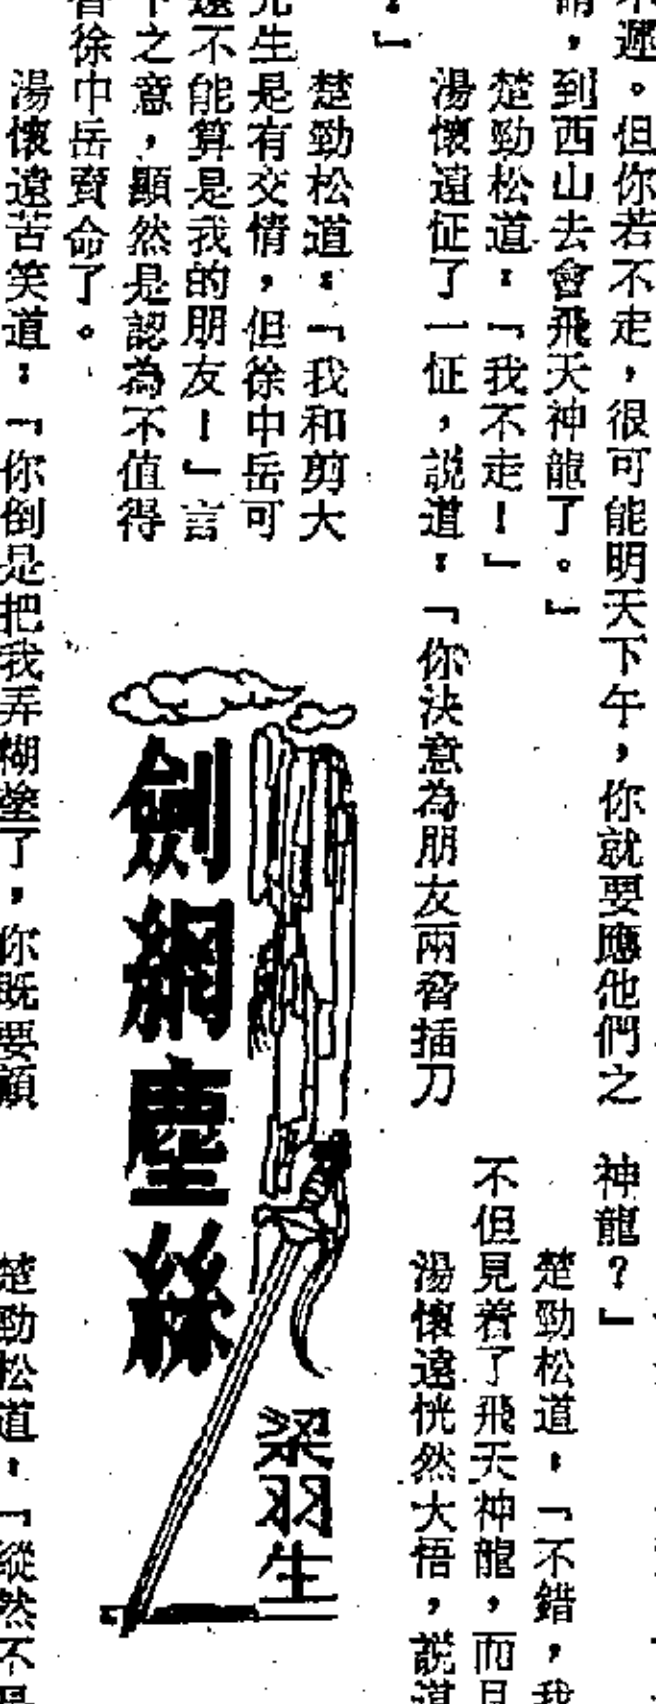 不遲。但你若不走,很可能明天下午,你就要應他們之
請,到西山去會飛天神龍了。」
楚勁松道:「我不走!」
湯懷遠怔了一怔,說道:「你決意為朋友兩脅插刀
?」
楚勁松道:「我和剪大
先生是有交情,但徐中岳可
還不能算是我的朋友!」言
下之意,顯然是認為不值得
替徐中岳賣命了。
湯懷遠苦笑道:「你倒是把我弄糊塗了,你既要顧
劍網塵絲
梁羽生
神龍?」
楚勁松道:「不錯,我
不但見着了飛天神龍,而且
湯懷遠恍然大悟,說道
楚勁松道:「縱然不是